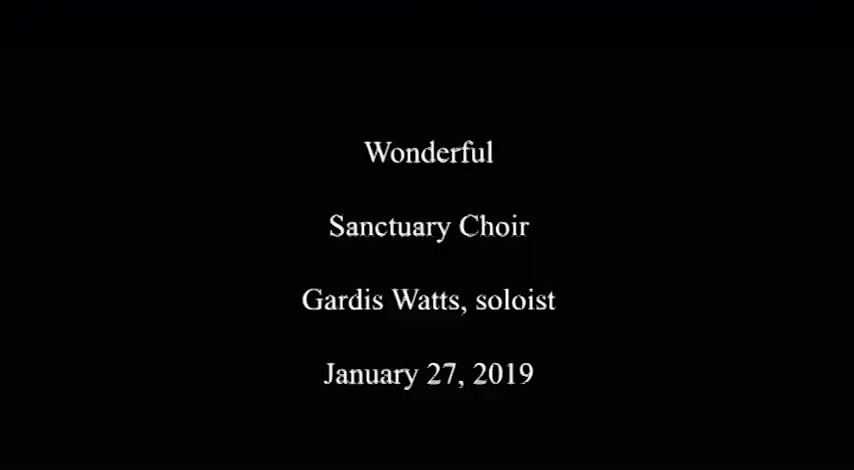 Wonderful
Sanctuary Choir
Gardis Watts, soloist
January 27, 2019